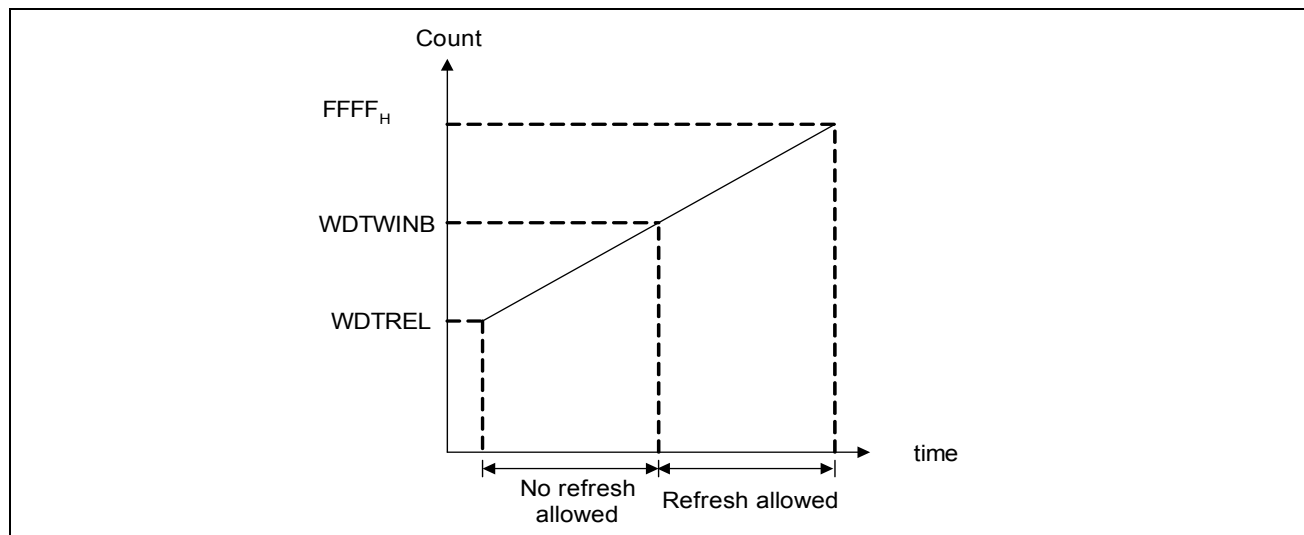 Count
FFFFH
WDTWINB
WDTREL
time
No refresh
allowed
Refresh allowed